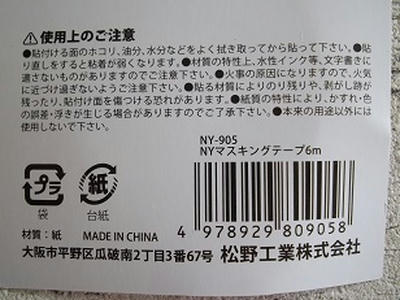 ⚠使用上のご注意
●貼付ける面のホコリ、油分、水分などをよく拭き取ってから貼って下さい。●貼
り直しをすると粘着が弱くなります。●材質の特性上、水性インク等、文字書きに
適さないものがありますのでご注意下さい。●火事の原因になりますので、火気
に近づけ過ぎないようご注意下さい。●貼る材質によりのり残りや、剥がし跡が
残ったり、貼付け面を傷つける恐れがあります。●紙質の特性により、かすれ・色
の誤差・浮きが生じる場合がありますのでご了承下さい。●本来の用途以外には
使用しないで下さい。
NY-905
NYマスキングテープ6m
プラ
袋
紙
台紙
4 978929 809058
材質：紙 MADE IN CHINA
大阪市平野区瓜破南2丁目3番67号 松野工業株式会社